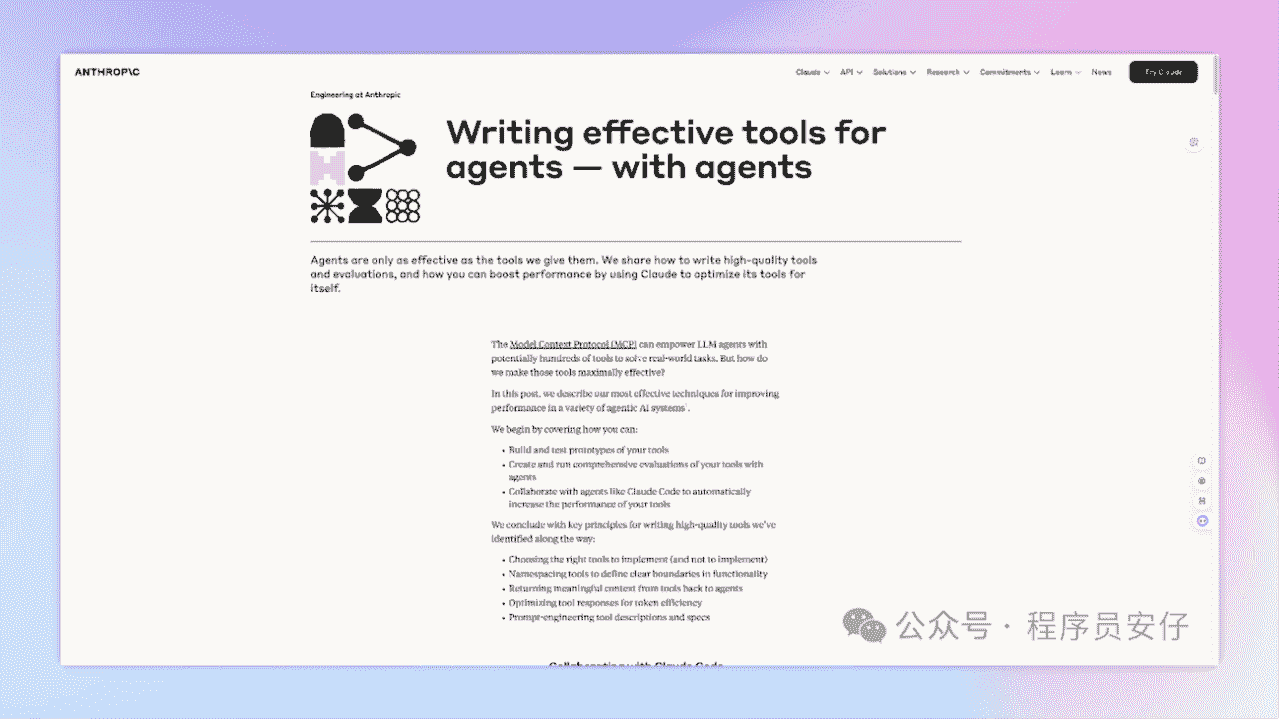 ANTHROP\C
Claude
API
Solutions
Research
Commitments
Learn
News
Try Claude
Engineering at Anthropic
Writing effective tools for
agents — with agents
Agents are only as effective as the tools we give them. We share how to write high-quality tools
and evaluations, and how you can boost performance by using Claude to optimize its tools for
itself.
The Model Context Protocol (MCP) can empower LLM agents with
potentially hundreds of tools to solve real-world tasks. But how do
we make those tools maximally effective?
In this post, we describe our most effective techniques for improving
performance in a variety of agentic AI systems.
We begin by covering how you can:
• Build and test prototypes of your tools
• Create and run comprehensive evaluations of your tools with
agents
• Collaborate with agents like Claude Code to automatically
increase the performance of your tools
We conclude with key principles for writing high-quality tools we've
identified along the way:
• Choosing the right tools to implement (and not to implement)
• Namespacing tools to define clear boundaries in functionality
• Returning meaningful context from tools back to agents
• Optimizing tool responses for token efficiency
• Prompt-engineering tool descriptions and specs
公众号 · 程序员安仔
Collaborating with Claude Code